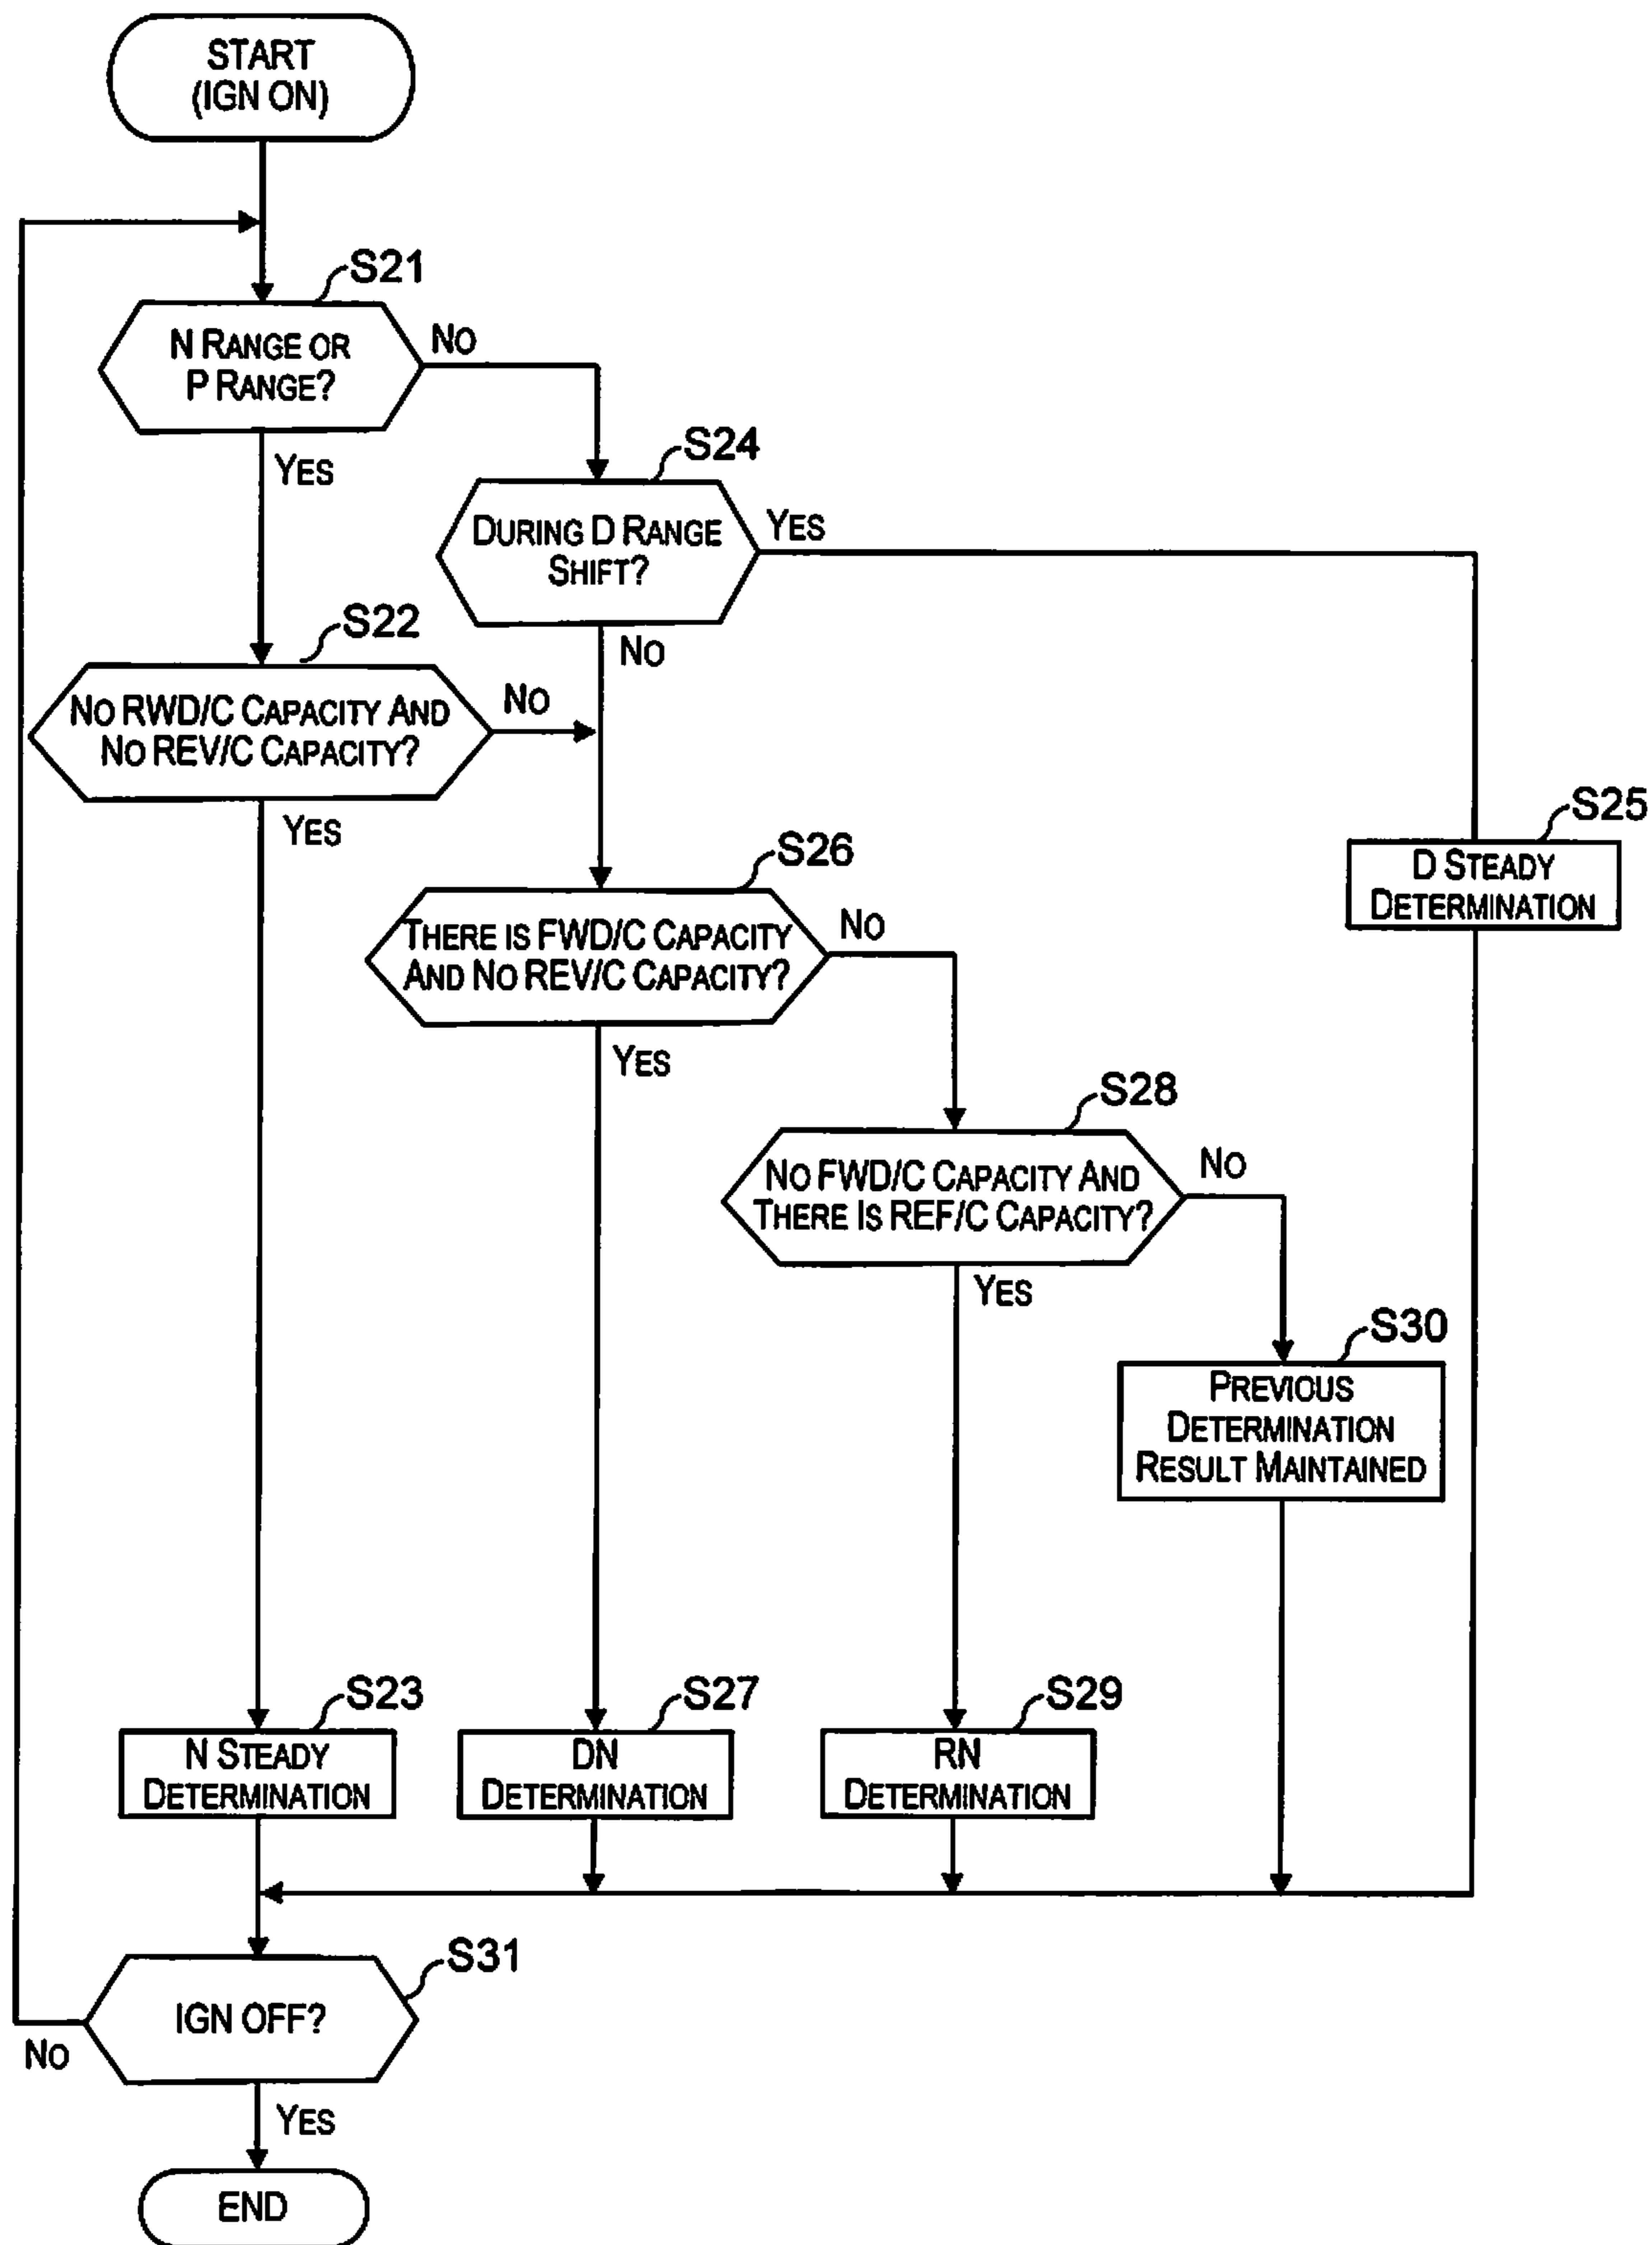 START
(IGN ON)
S21
N RANGE OR
P RANGE?
NO
YES
S24
DURING D RANGE
SHIFT?
YES
NO
S22
NO RWD/C CAPACITY AND
NO REV/C CAPACITY?
NO
YES
S25
D STEADY
DETERMINATION
S26
THERE IS FWD/C CAPACITY
AND NO REV/C CAPACITY?
NO
YES
S28
NO FWD/C CAPACITY AND
THERE IS REF/C CAPACITY?
NO
YES
S30
PREVIOUS
DETERMINATION
RESULT MAINTAINED
S23
N STEADY
DETERMINATION
S27
DN
DETERMINATION
S29
RN
DETERMINATION
S31
IGN OFF?
NO
YES
END